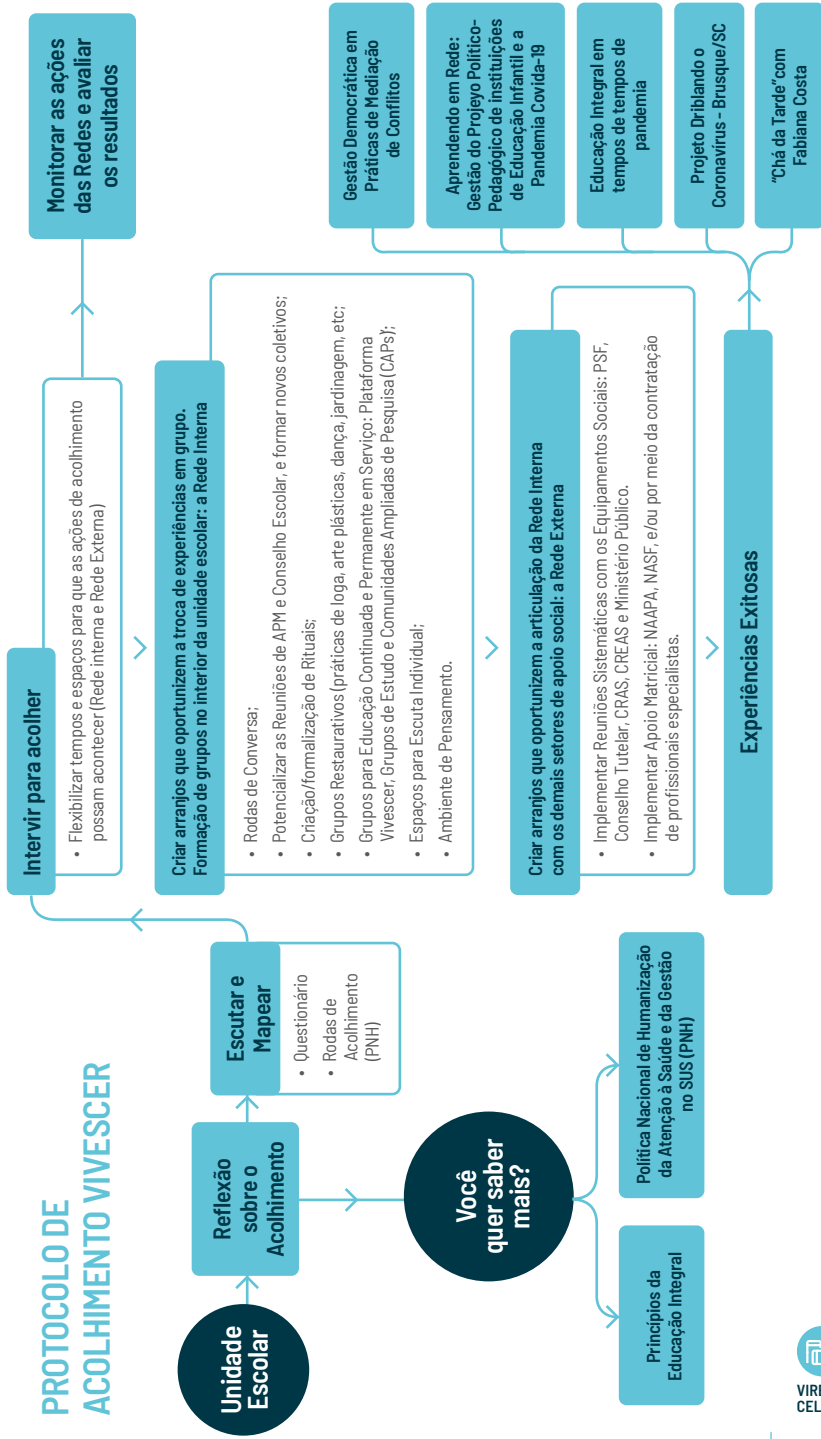 PROTOCOLO DE
ACOLHIMENTO VIVESCER
Unidade
Escolar
Reflexão
sobre o
Acolhimento
Escutar e
Mapear
• Questionário
• Rodas de
Acolhimento
(PNH)
Você
quer saber
mais?
Princípios da
Educação Integral
Política Nacional de Humanização
da Atenção à Saúde e da Gestão
no SUS (PNH)
Intervir para acolher
• Flexibilizar tempos e espaços para que as ações de acolhimento
possam acontecer (Rede interna e Rede Externa)
Monitorar as ações
das Redes e avaliar
os resultados
Criar arranjos que oportunizem a troca de experiências em grupo.
Formação de grupos no interior da unidade escolar: a Rede Interna
• Rodas de Conversa;
• Potencializar as Reuniões de APM e Conselho Escolar, e formar novos coletivos;
• Criação/formalização de Rituais;
• Grupos Restaurativos (práticas de Ioga, arte plásticas, dança, jardinagem, etc;
• Grupos para Educação Continuada e Permanente em Serviço: Plataforma
Vivescer, Grupos de Estudo e Comunidades Ampliadas de Pesquisa (CAPs);
• Espaços para Escuta Individual;
• Ambiente de Pensamento.
Criar arranjos que oportunizem a articulação da Rede Interna
com os demais setores de apoio social: a Rede Externa
• Implementar Reuniões Sistemáticas com os Equipamentos Sociais: PSF,
Conselho Tutelar, CRAS, CREAS e Ministério Público.
• Implementar Apoio Matricial: NAAPA, NASF, e/ou por meio da contratação
de profissionais especialistas.
Experiências Exitosas
Gestão Democrática em
Práticas de Mediação
de Conflitos
Aprendendo em Rede:
Gestão do Projeyo Político-
Pedagógico de instituições
de Educação Infantil e a
Pandemia Covida-19
Educação Integral em
tempos de tempos de
pandemia
Projeto Driblando o
Coronavírus - Brusque/SC
"Chá da Tarde"com
Fabiana Costa